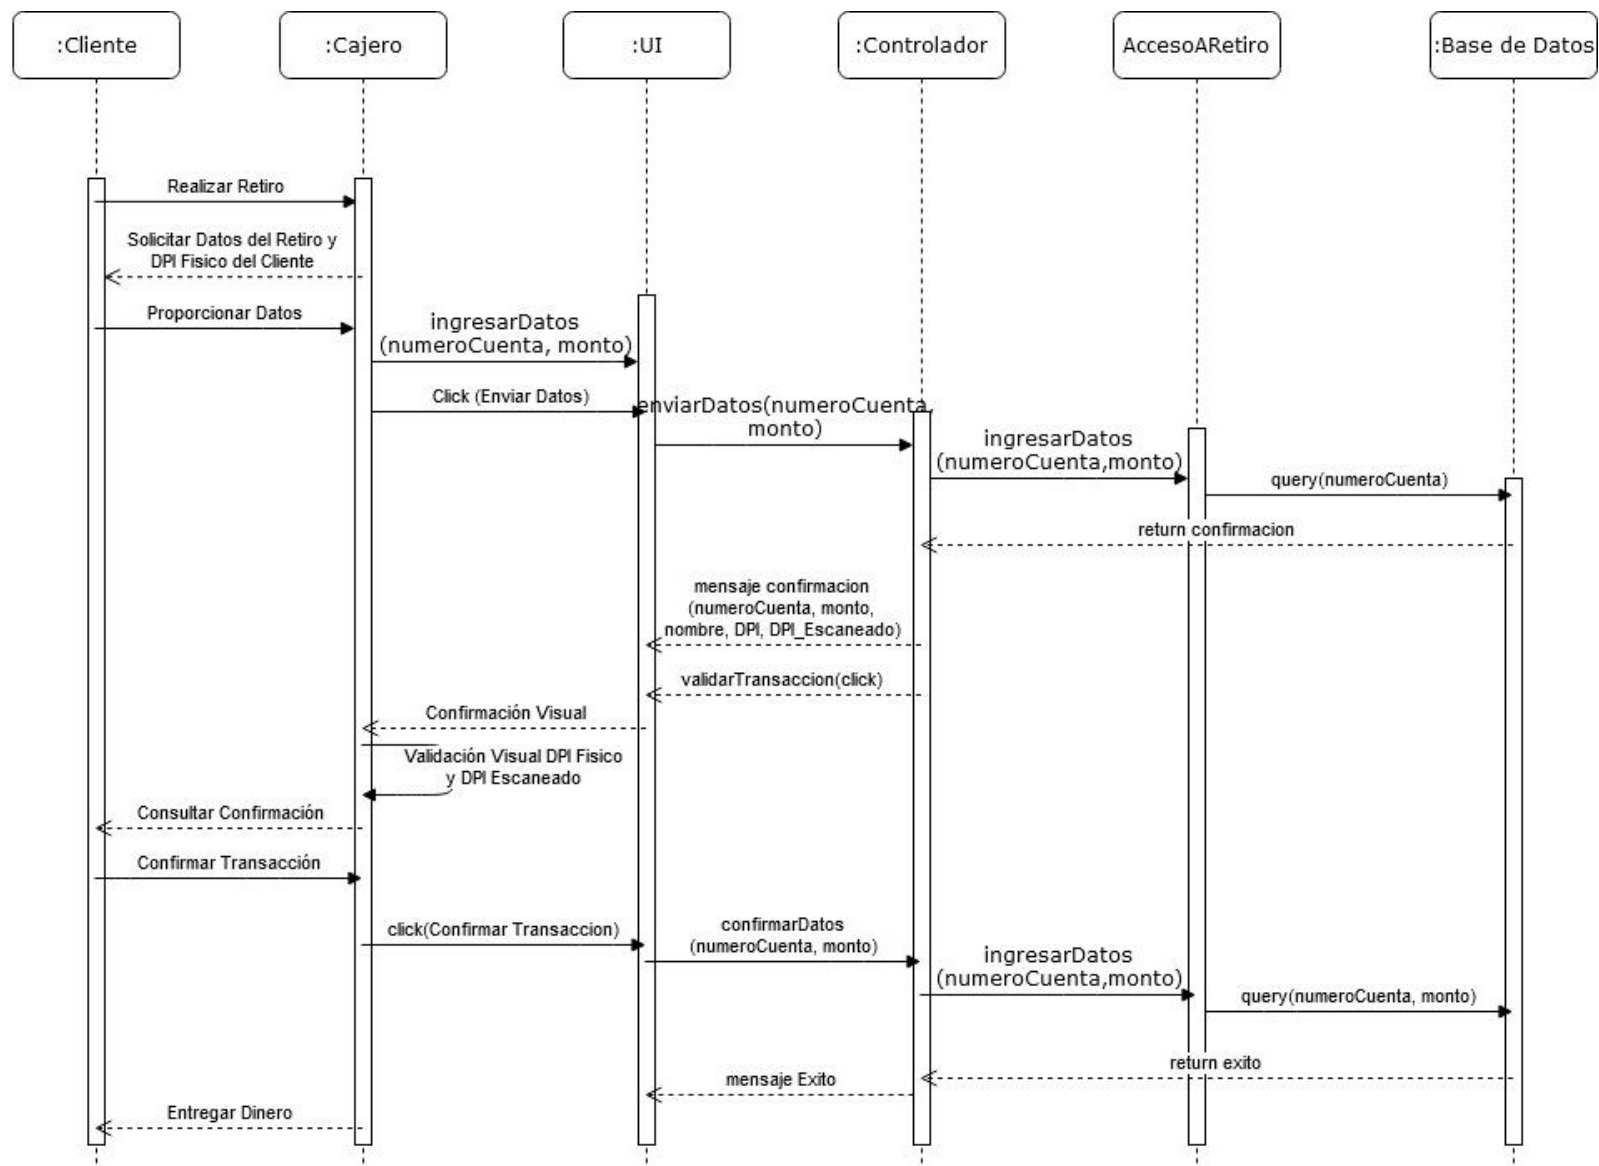 :Cliente
:Cajero
:UI
:Controlador
AccesoARetiro
:Base de Datos
Realizar Retiro
Solicitar Datos del Retiro y
DPI Fisico del Cliente
Proporcionar Datos
ingresarDatos
(numeroCuenta, monto)
Click (Enviar Datos)
enviarDatos(numeroCuenta,
monto)
ingresarDatos
(numeroCuenta,monto)
query(numeroCuenta)
return confirmacion
mensaje confirmacion
(numeroCuenta, monto,
nombre, DPI, DPI_Escaneado)
validarTransaccion(click)
Confirmación Visual
Validación Visual DPI Fisico
y DPI Escaneado
Consultar Confirmación
Confirmar Transacción
click(Confirmar Transaccion)
confirmarDatos
(numeroCuenta, monto)
ingresarDatos
(numeroCuenta,monto)
query(numeroCuenta, monto)
return exito
mensaje Exito
Entregar Dinero